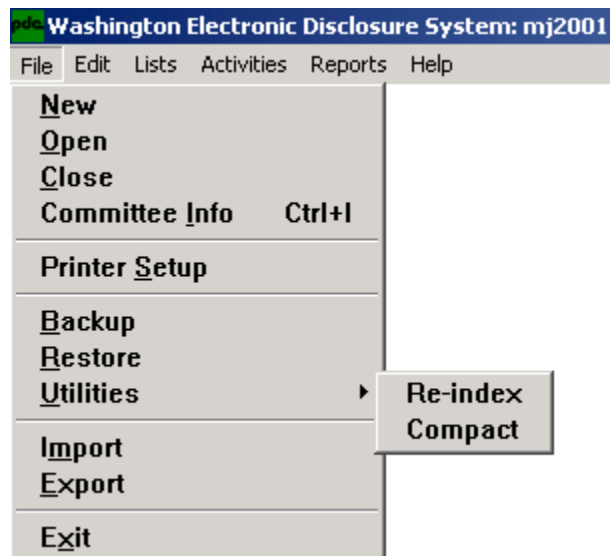 pdc Washington Electronic Disclosure System: mj2001
File Edit Lists Activities Reports Help
New
Open
Close
Committee Info Ctrl+I
Printer Setup
Backup
Restore
Utilities
Re-index
Compact
Import
Export
Exit